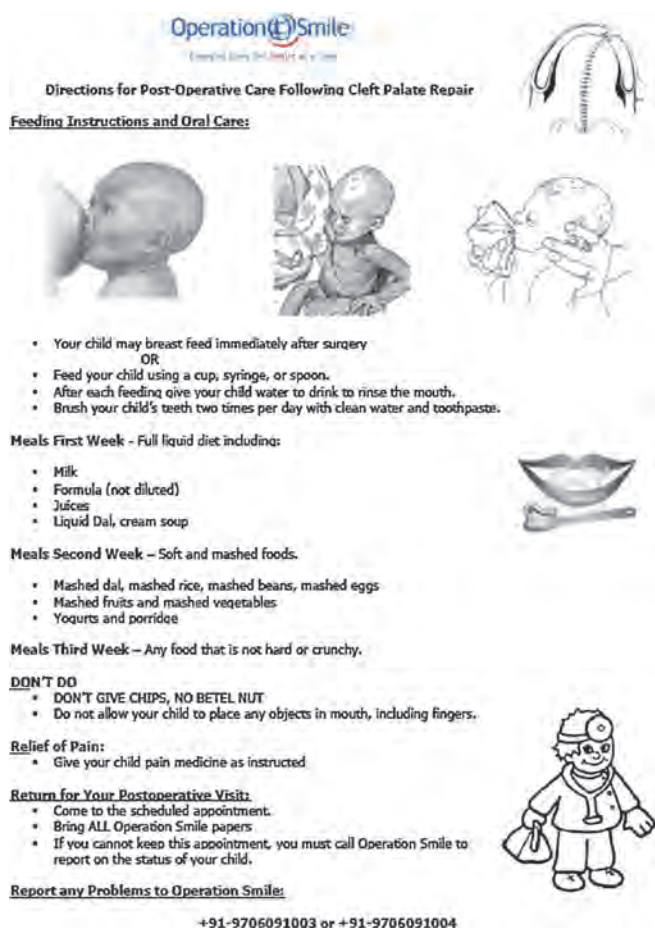 Operation Smile
Directions for Post-Operative Care Following Cleft Palate Repair
Feeding Instructions and Oral Care:
Your child may breast feed immediately after surgery
OR
Feed your child using a cup, syringe, or spoon.
After each feeding give your child water to drink to rinse the mouth.
Brush your child's teeth two times per day with clean water and toothpaste.
Meals First Week - Full liquid diet including:
Milk
Formula (not diluted)
Juices
Liquid Dal, cream soup
Meals Second Week – Soft and mashed foods.
Mashed dal, mashed rice, mashed beans, mashed eggs
Mashed fruits and mashed vegetables
Yogurts and porridge
Meals Third Week – Any food that is not hard or crunchy.
DON'T DO
DON'T GIVE CHIPS, NO BETEL NUT
Do not allow your child to place any objects in mouth, including fingers.
Relief of Pain:
Give your child pain medicine as instructed
Return for Your Postoperative Visit:
Come to the scheduled appointment.
Bring ALL Operation Smile papers
If you cannot keep this appointment, you must call Operation Smile to
report on the status of your child.
Report any Problems to Operation Smile:
+91-9706091003 or +91-9706091004